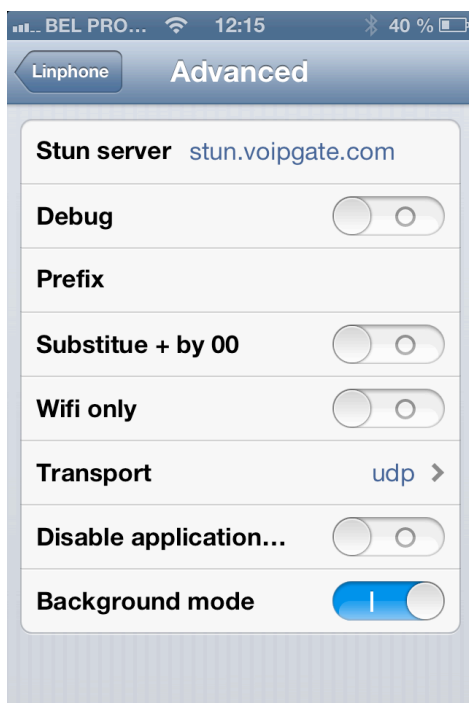 BEL PRO... 12:15 40 %
Linphone Advanced
Stun server stun.voipgate.com
Debug
Prefix
Substitue + by 00
Wifi only
Transport udp
Disable application...
Background mode